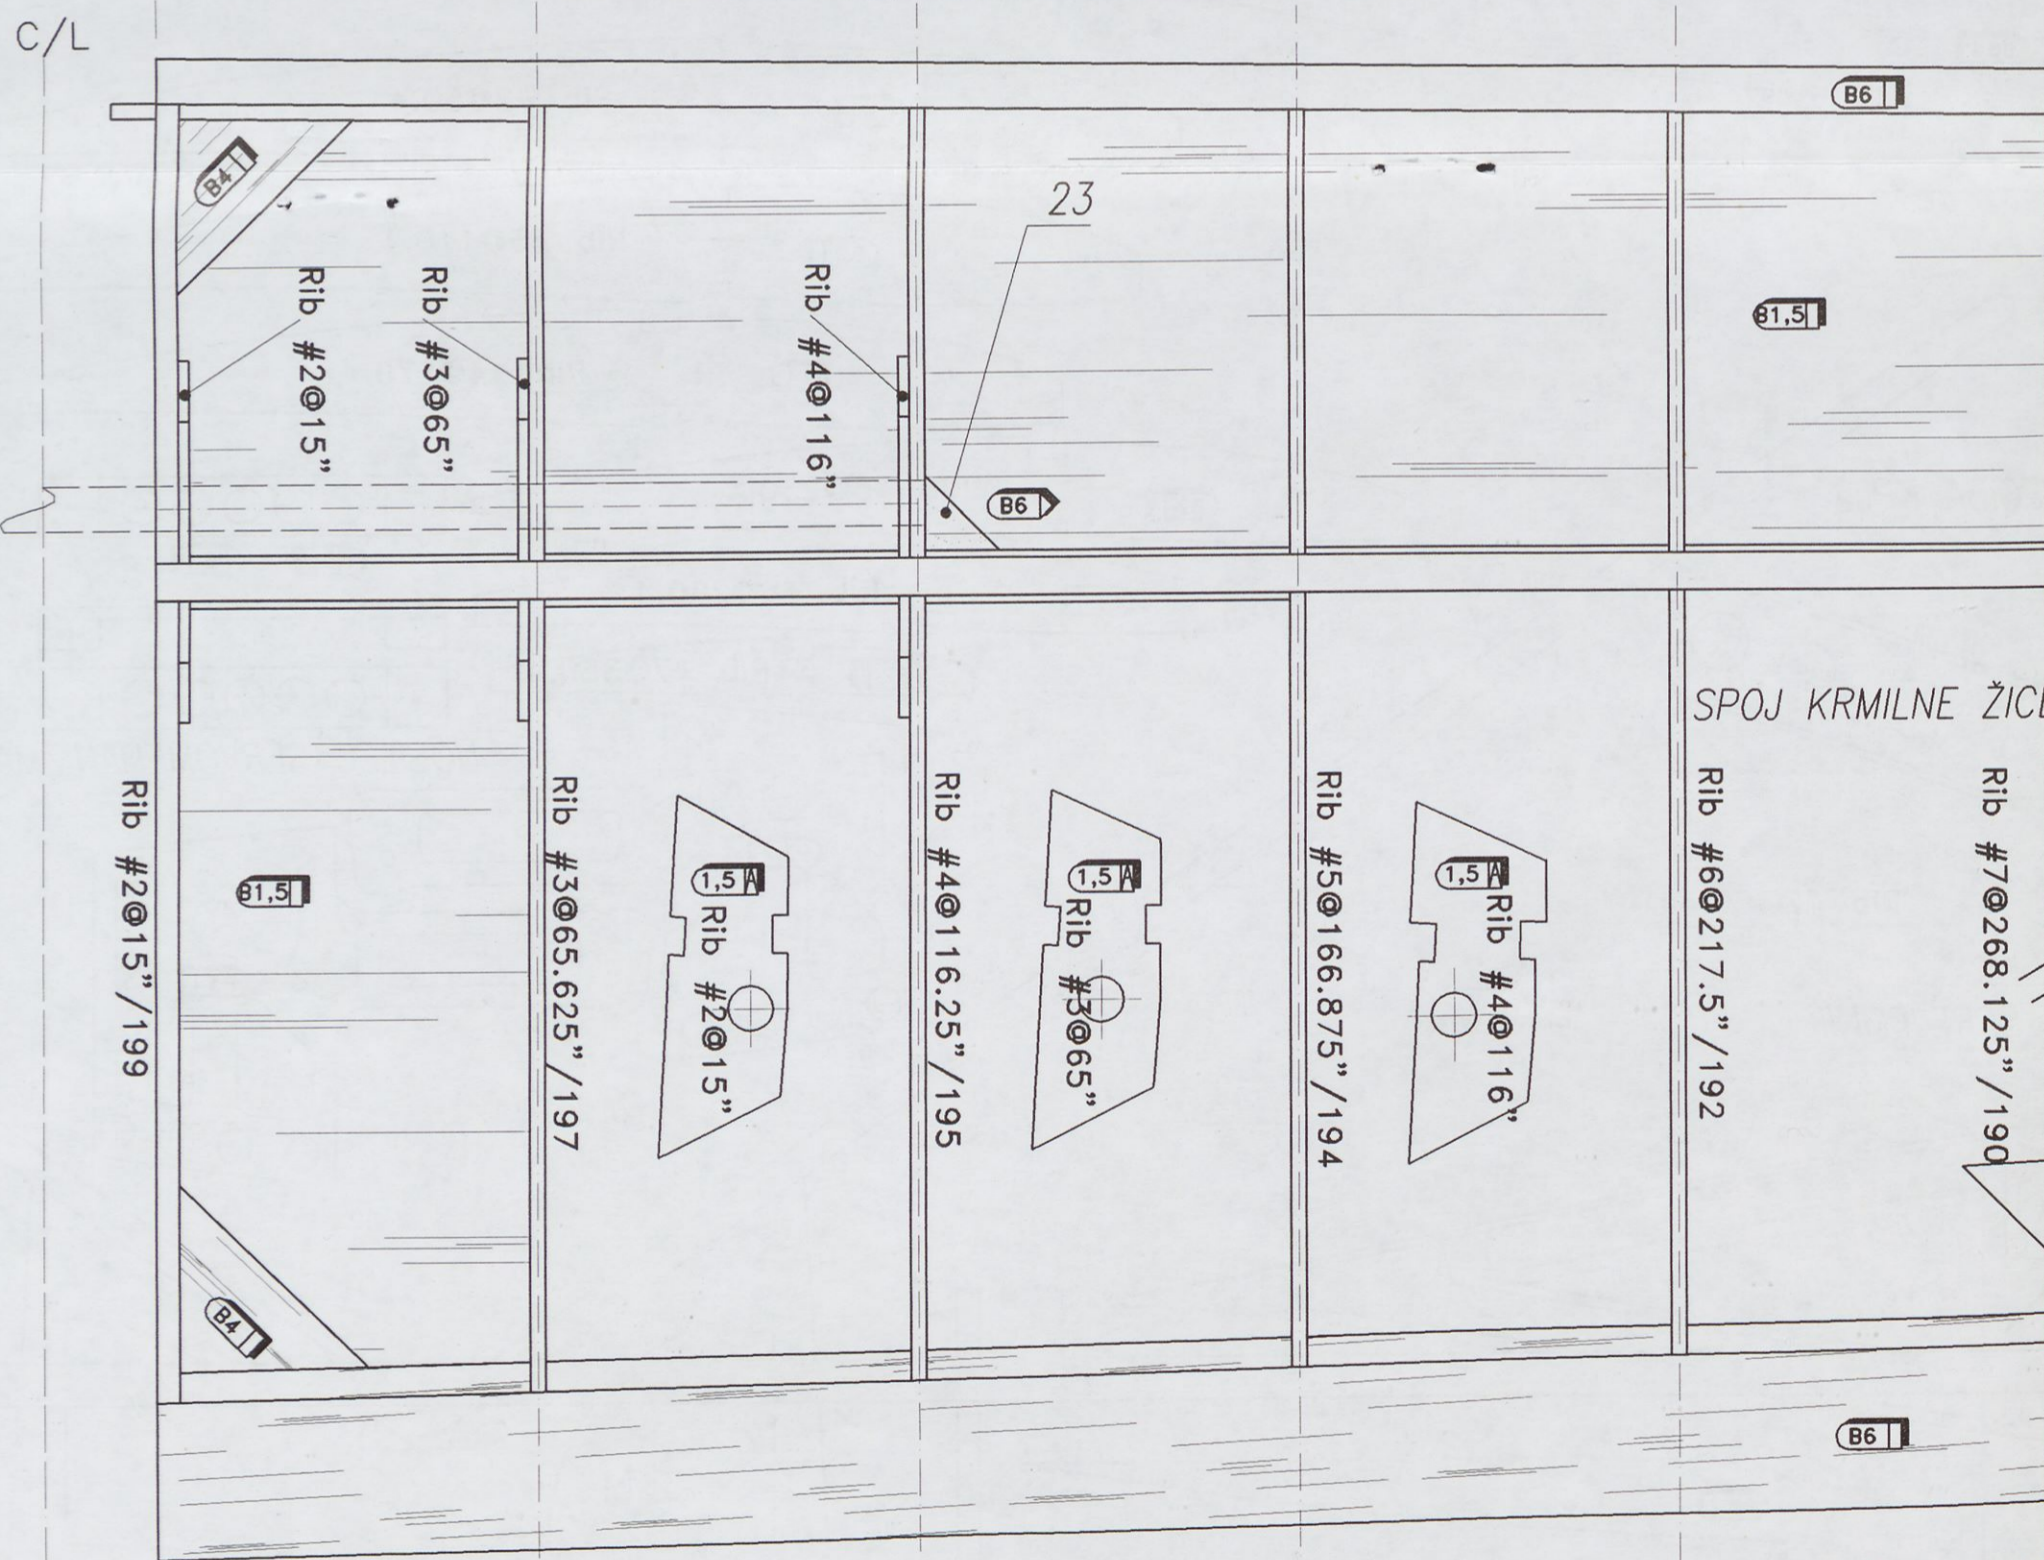 C/L
B6
B4
23
Rib #2@15”
Rib #3@65”
Rib #4@116”
B1,5
B6
SPOJ KRMILNE
Rib #2@15”/199
Rib #3@65.625”/197
Rib #4@116.25”/195
Rib #5@166.875”/194
Rib #6@217.5”/192
Rib #7@268.125”/190
B1,5
1,5 A
Rib #2@15”
1,5 A
Rib #3@65”
1,5 A
Rib #4@116”
B4
B6